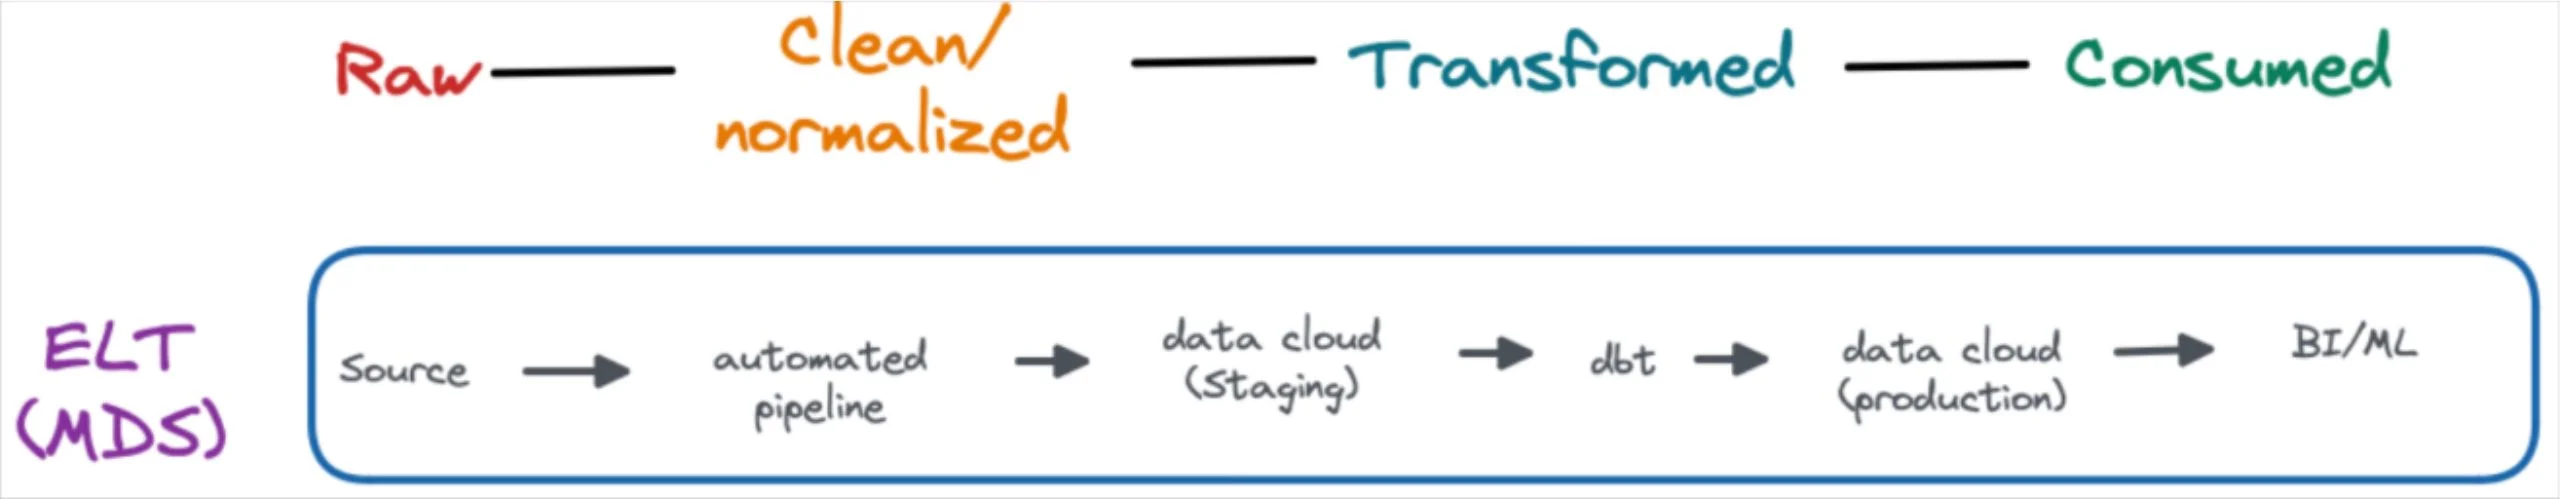 Raw
Clean/
normalized
Transformed
Consumed
ELT
(MDS)
Source
automated
pipeline
data cloud
(Staging)
dbt
data cloud
(production)
BI/ML